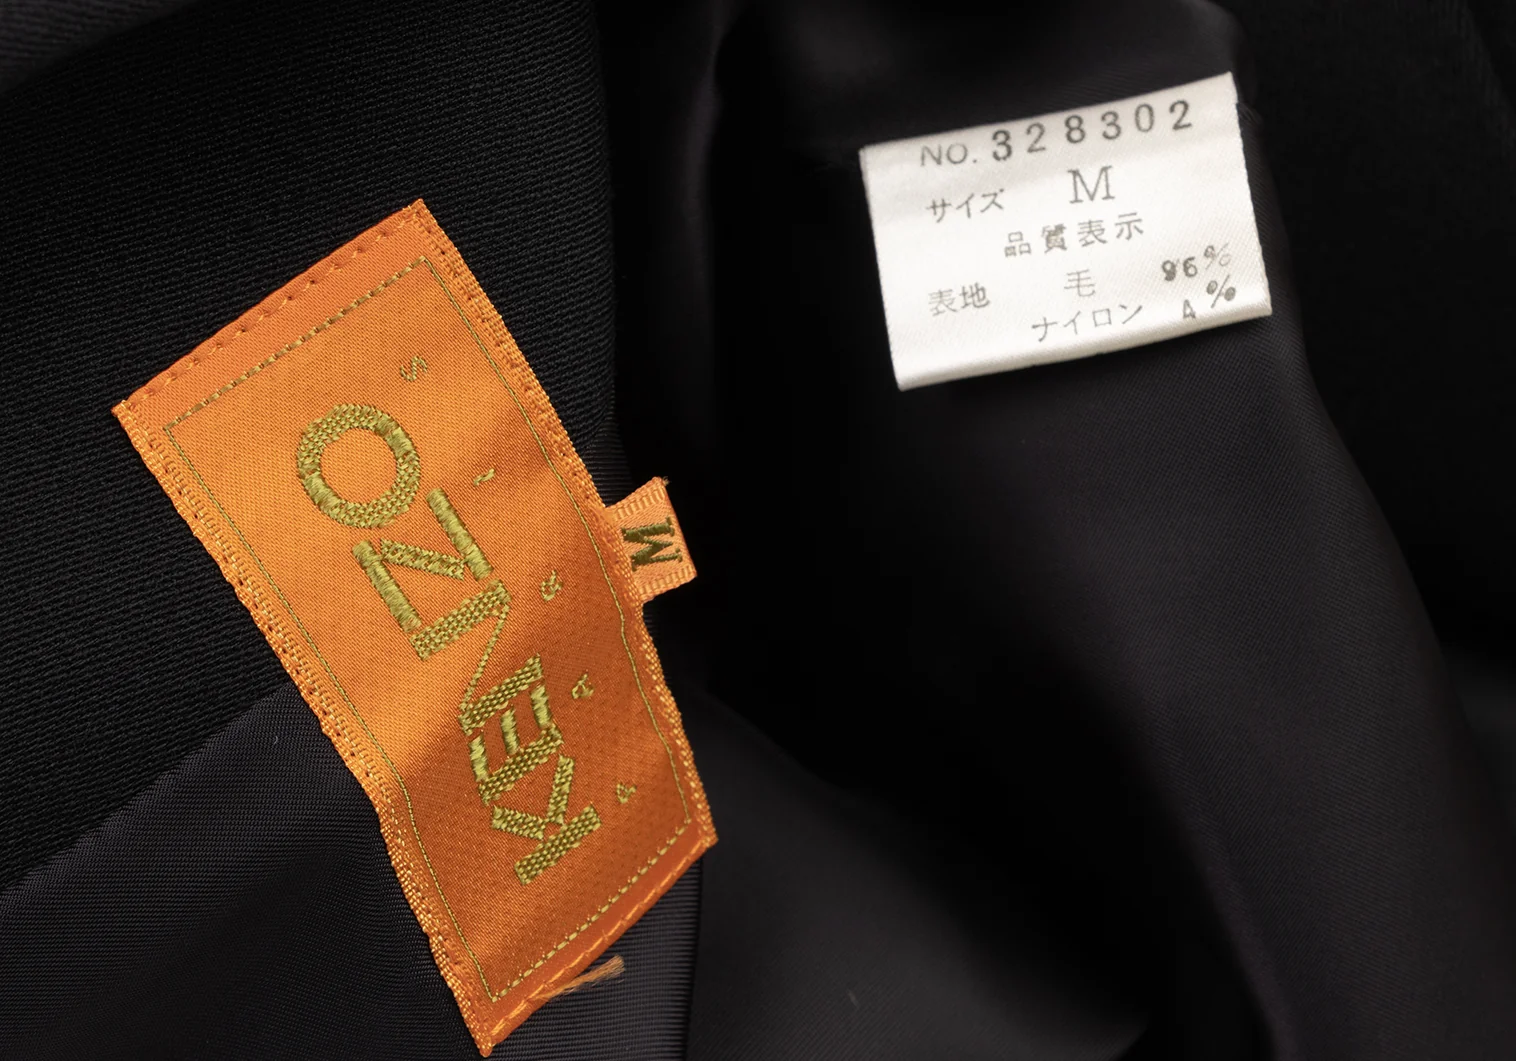 KENZO
P A R I S
M
NO. 328302
サイズ M
品質表示
表地 毛 96%
ナイロン 4%